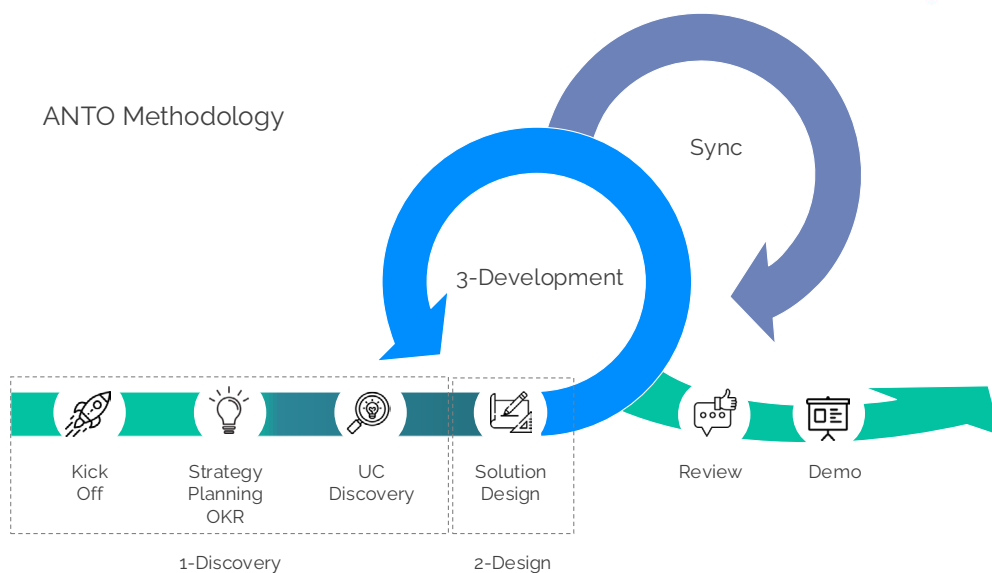 ANTO Methodology
Sync
3-Development
Kick
Off
Strategy
Planning
OKR
UC
Discovery
Solution
Design
Review
Demo
1-Discovery
2-Design